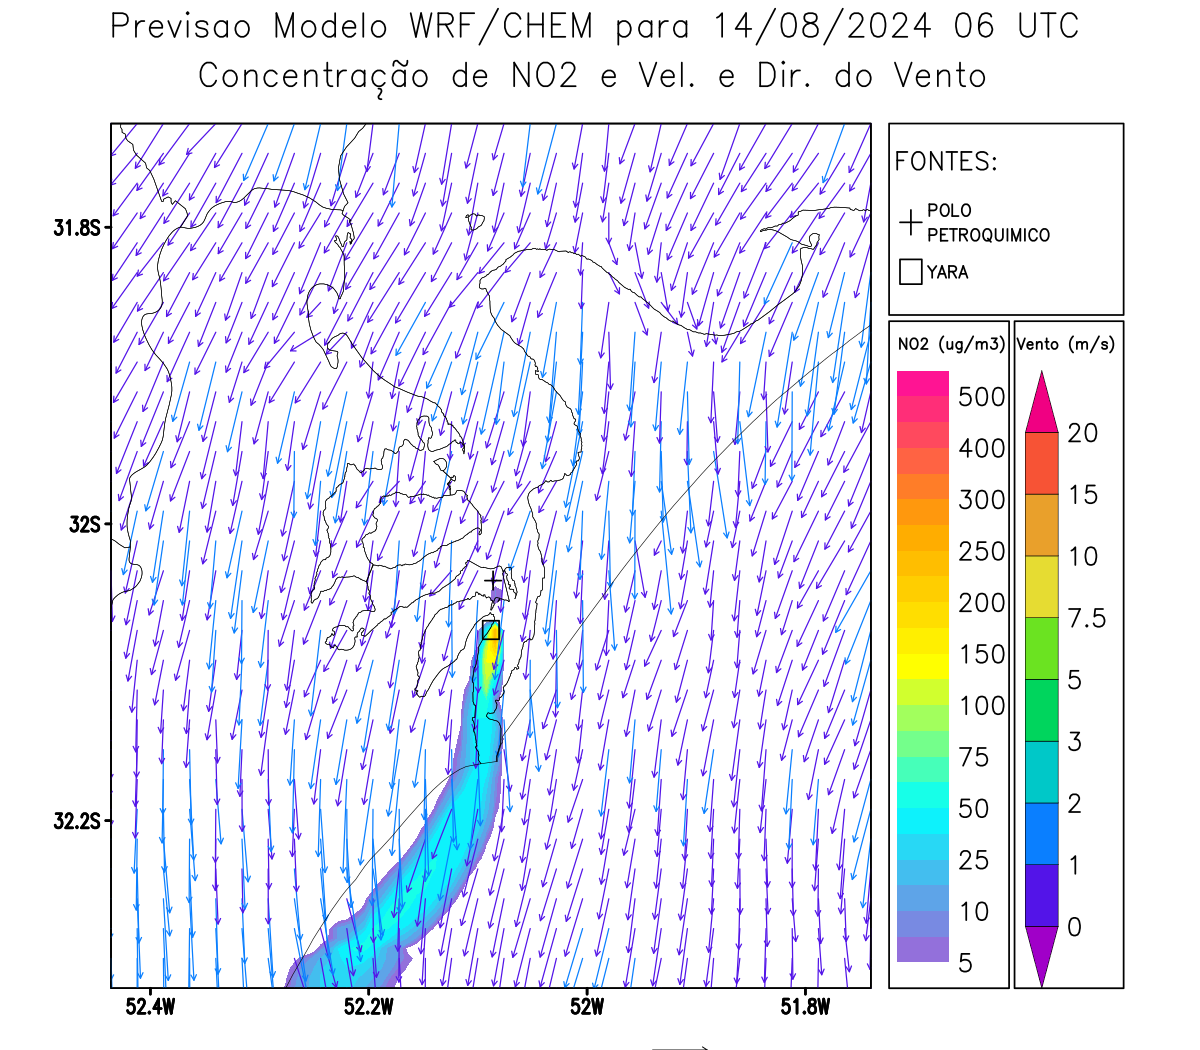 Previsao Modelo WRF/CHEM para 14/08/2024 06 UTC
Concentração de NO2 e Vel. e Dir. do Vento
FONTES:
POLO
PETROQUIMICO
YARA
NO2 (ug/m3)
500
400
300
250
200
150
100
75
50
25
10
5
Vento (m/s)
20
15
10
7.5
5
3
2
1
0
31.8S
32S
32.2S
52.4W
52.2W
52W
51.8W